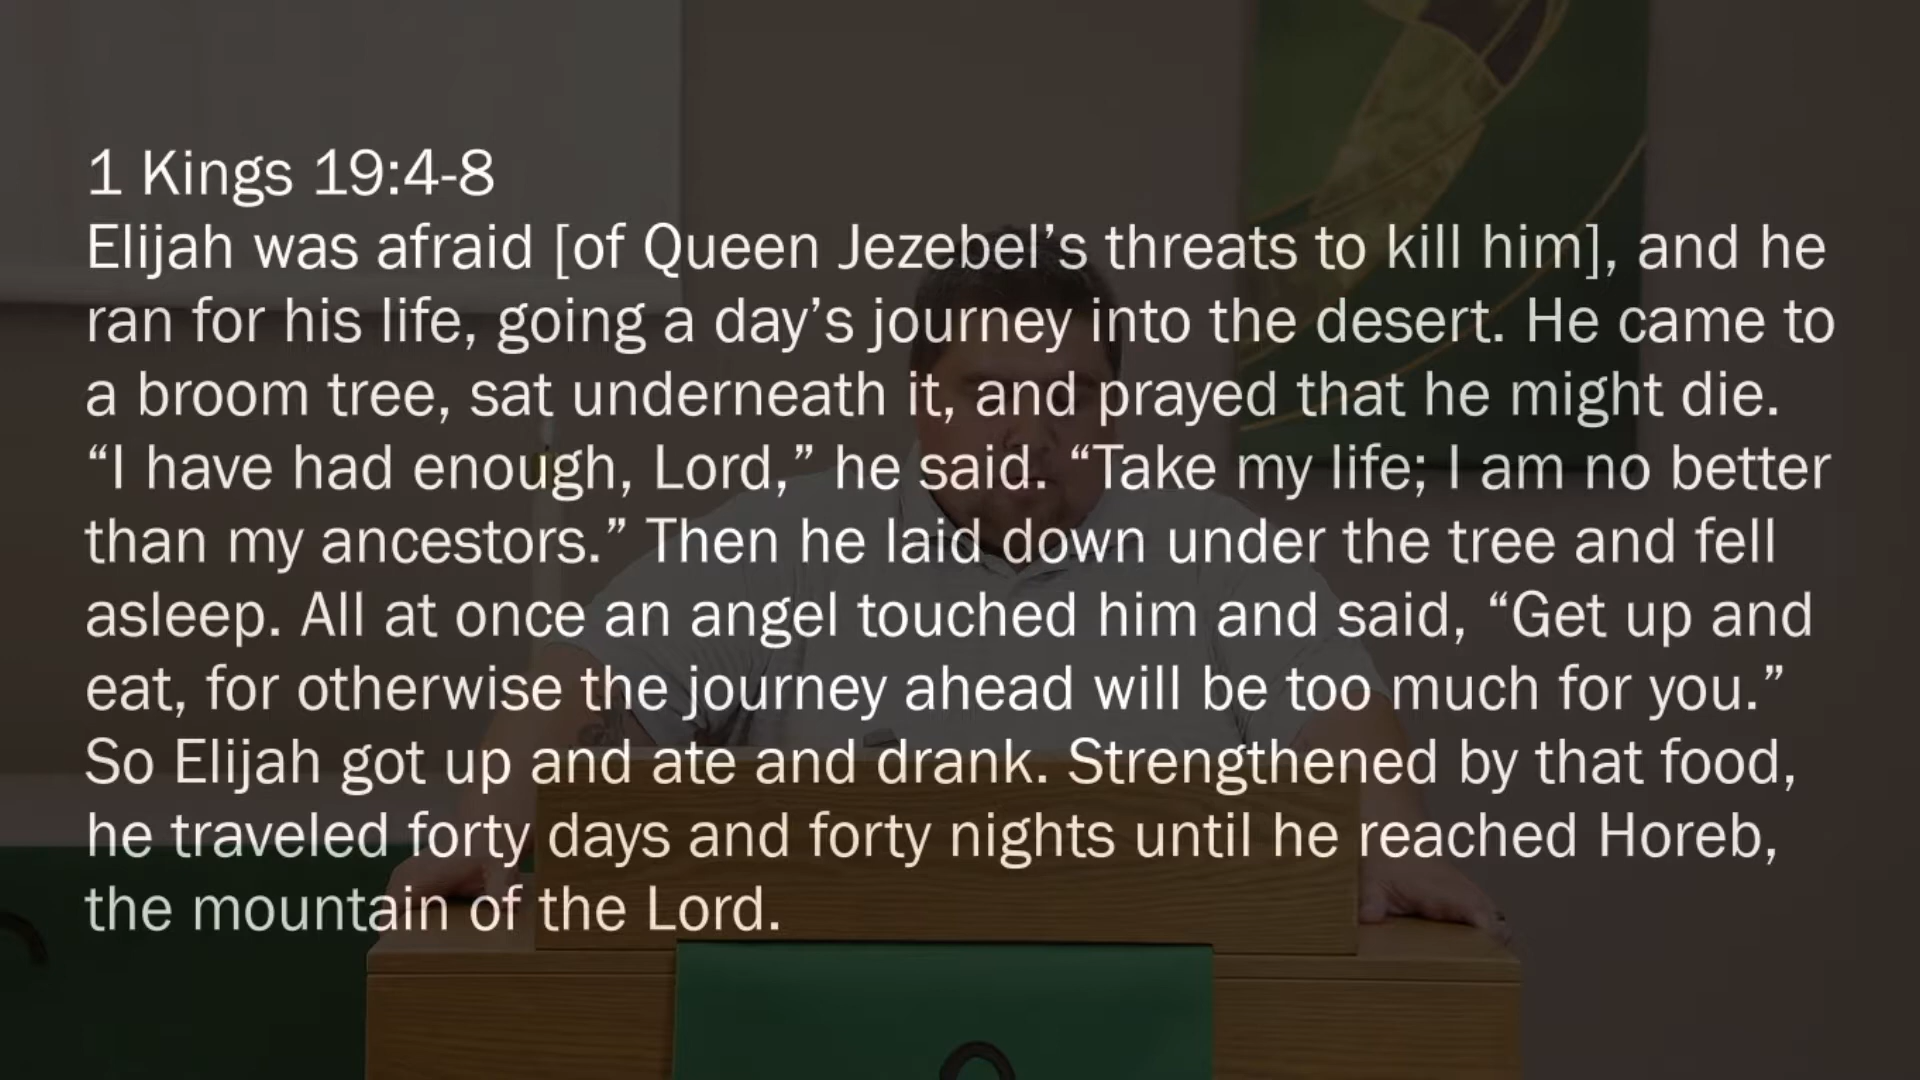 1 Kings 19:4-8
Elijah was afraid [of Queen Jezebel’s threats to kill him], and he
ran for his life, going a day’s journey into the desert. He came to
a broom tree, sat underneath it, and prayed that he might die.
“I have had enough, Lord,” he said. “Take my life; I am no better
than my ancestors.” Then he laid down under the tree and fell
asleep. All at once an angel touched him and said, “Get up and
eat, for otherwise the journey ahead will be too much for you.”
So Elijah got up and ate and drank. Strengthened by that food,
he traveled forty days and forty nights until he reached Horeb,
the mountain of the Lord.